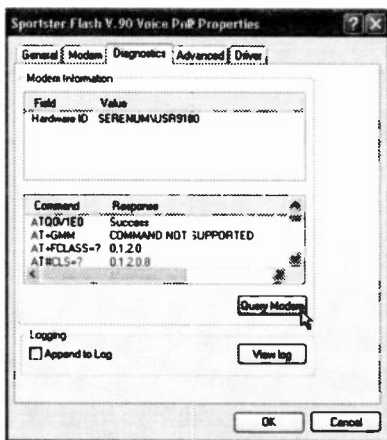 Sportster Flash V.90 Voice PnP Properties
General Modem Diagnostics Advanced Driver
Modem Information
Field Value
Hardware ID SERENUM\USR9180
Command Response
ATQ0V1E0 Success
AT+GMM COMMAND NOT SUPPORTED
AT+FCLASS=? 0,1,2.0
AT#CLS=? 0,1,2.0,8
Query Modem
Logging
Append to Log View log
OK Cancel